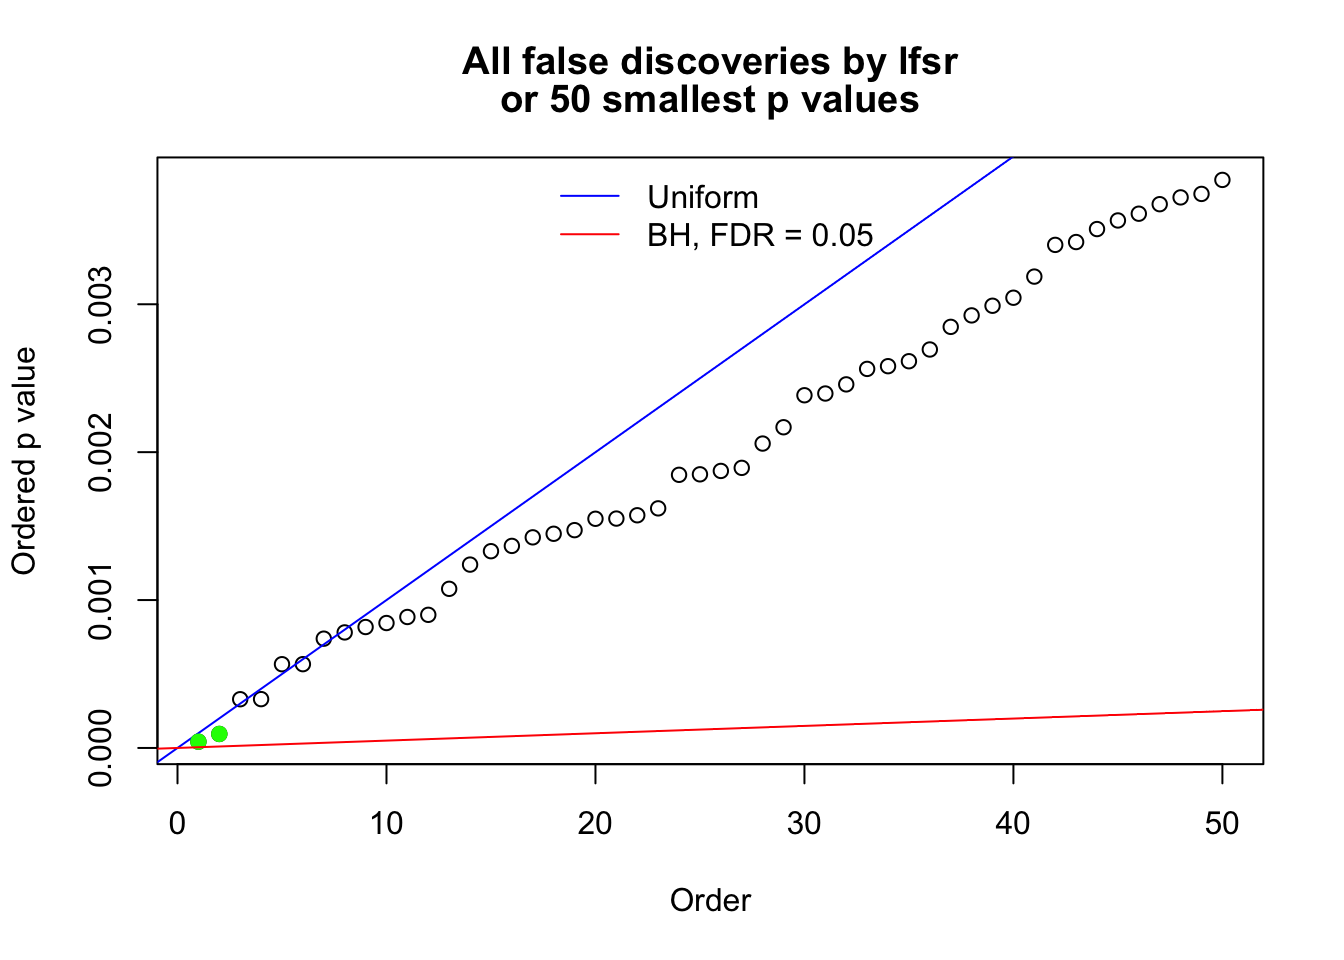 All false discoveries by lfsr
or 50 smallest p values
Uniform
BH, FDR = 0.05
Ordered p value
0.003
0.002
0.001
0.000
0 10 20 30 40 50
Order